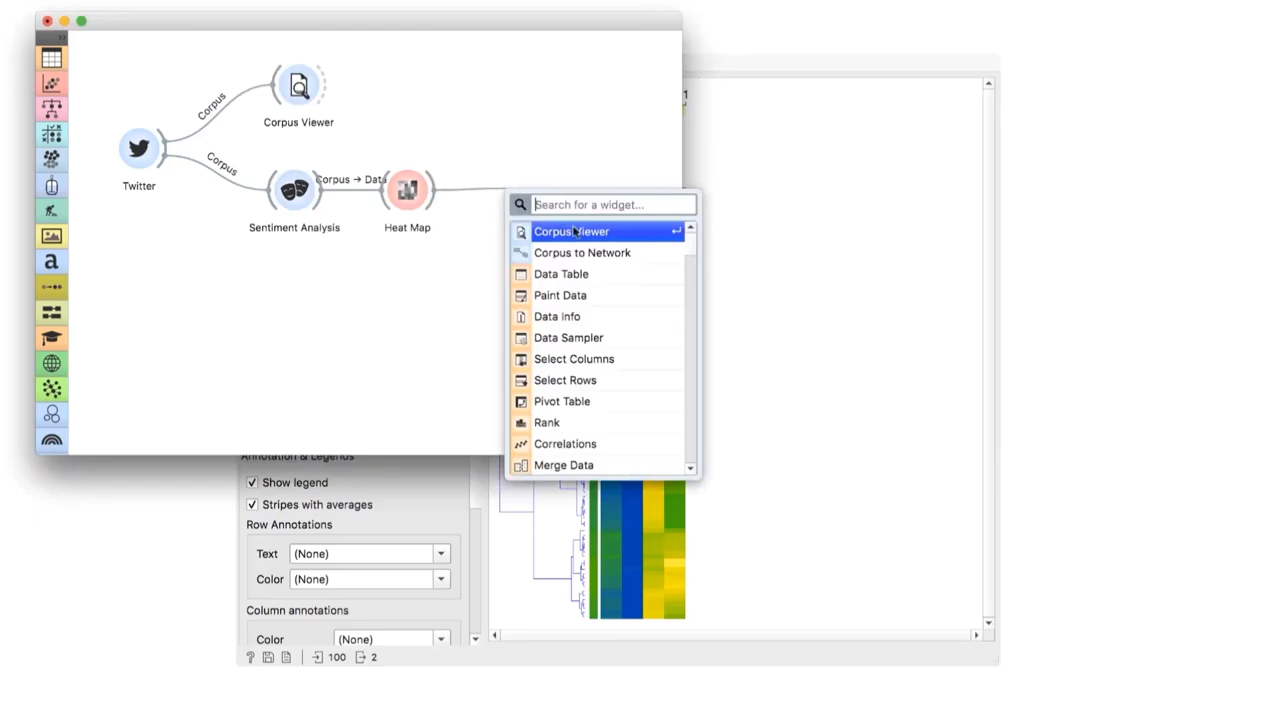 Corpus
Corpus Viewer
Twitter
Corpus
Corpus → Data
Sentiment Analysis
Heat Map
a
Search for a widget...
Corpus Viewer
Corpus to Network
Data Table
Paint Data
Data Info
Data Sampler
Select Columns
Select Rows
Pivot Table
Rank
Correlations
Merge Data
1
Annotation & Legends
Show legend
Stripes with averages
Row Annotations
Text (None)
Color (None)
Column annotations
Color (None)
? 100 2